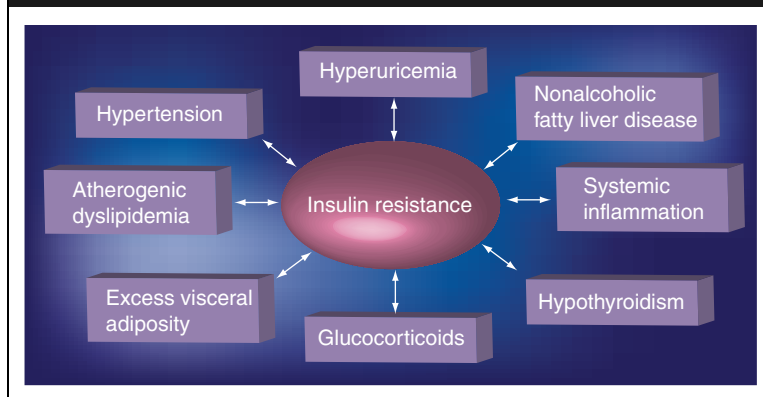 Hyperuricemia
Nonalcoholic
fatty liver disease
Hypertension
Atherogenic
dyslipidemia
Insulin resistance
Systemic
inflammation
Excess visceral
adiposity
Glucocorticoids
Hypothyroidism